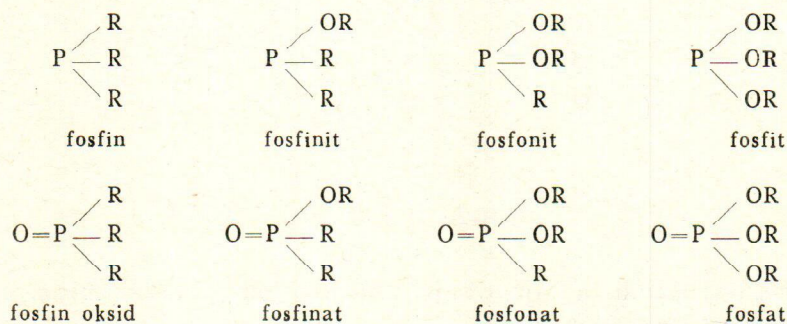 R OR OR OR
P R P R P OR P OR
R R R OR
fosfin fosfinit fosfonit fosfit
R OR OR OR
O=P R O=P R O=P OR O=P OR
R R R OR
fosfin oksid fosfinat fosfonat fosfat